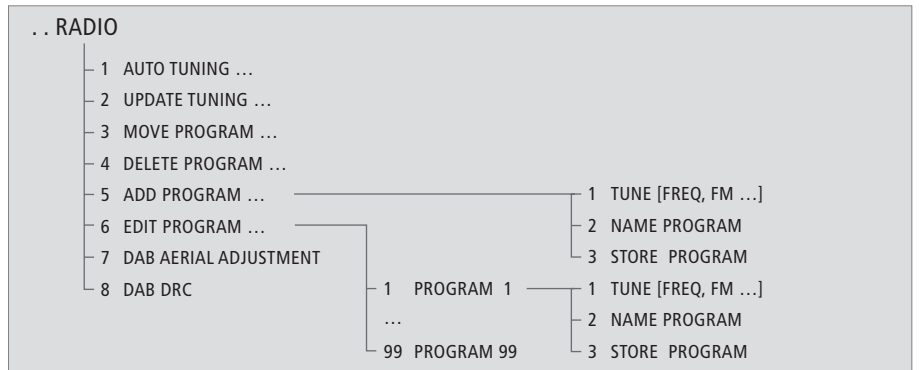 . . RADIO
1 AUTO TUNING …
2 UPDATE TUNING …
3 MOVE PROGRAM …
4 DELETE PROGRAM …
5 ADD PROGRAM … 1 TUNE [FREQ, FM …]
6 EDIT PROGRAM … 2 NAME PROGRAM
7 DAB AERIAL ADJUSTMENT 3 STORE PROGRAM
8 DAB DRC 1 PROGRAM 1 1 TUNE [FREQ, FM …]
… 2 NAME PROGRAM
99 PROGRAM 99 3 STORE PROGRAM